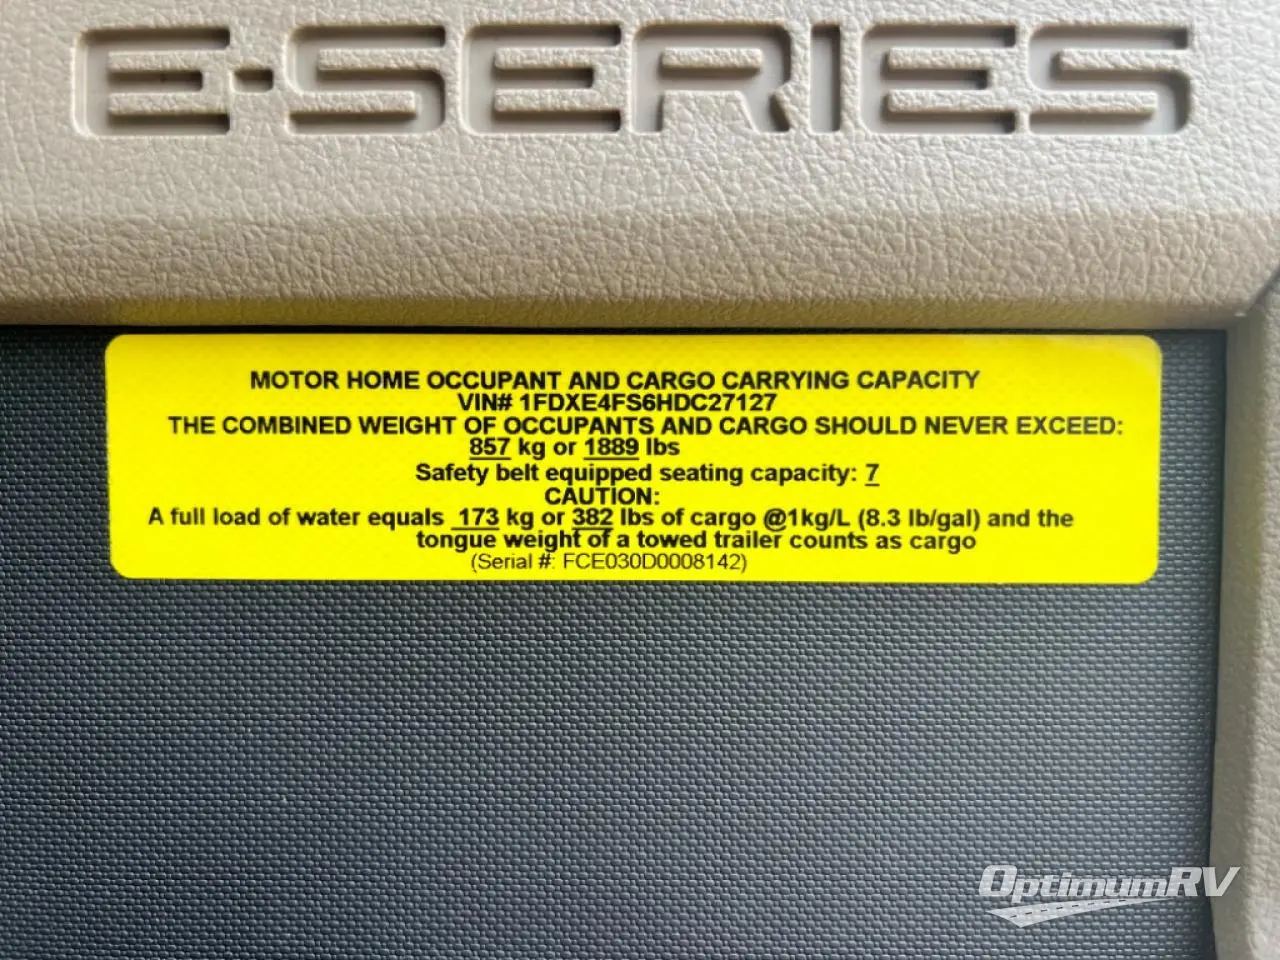 E-SERIES
MOTOR HOME OCCUPANT AND CARGO CARRYING CAPACITY
VIN# 1FDXE4FS6HDC27127
THE COMBINED WEIGHT OF OCCUPANTS AND CARGO SHOULD NEVER EXCEED:
857 kg or 1889 lbs
Safety belt equipped seating capacity: 7
CAUTION:
A full load of water equals 173 kg or 382 lbs of cargo @1kg/L (8.3 lb/gal) and the
tongue weight of a towed trailer counts as cargo
(Serial #: FCE030D0008142)
OptimumRV